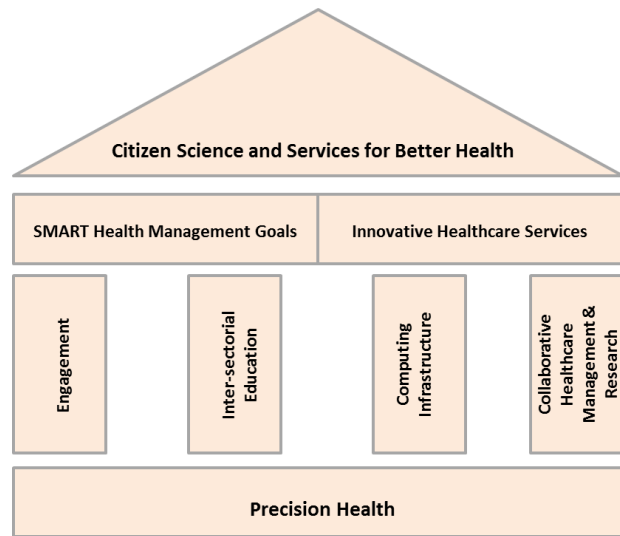 Citizen Science and Services for Better Health
SMART Health Management Goals
Innovative Healthcare Services
Engagement
Inter-sectorial
Education
Computing
Infrastructure
Collaborative
Healthcare
Management &
Research
Precision Health